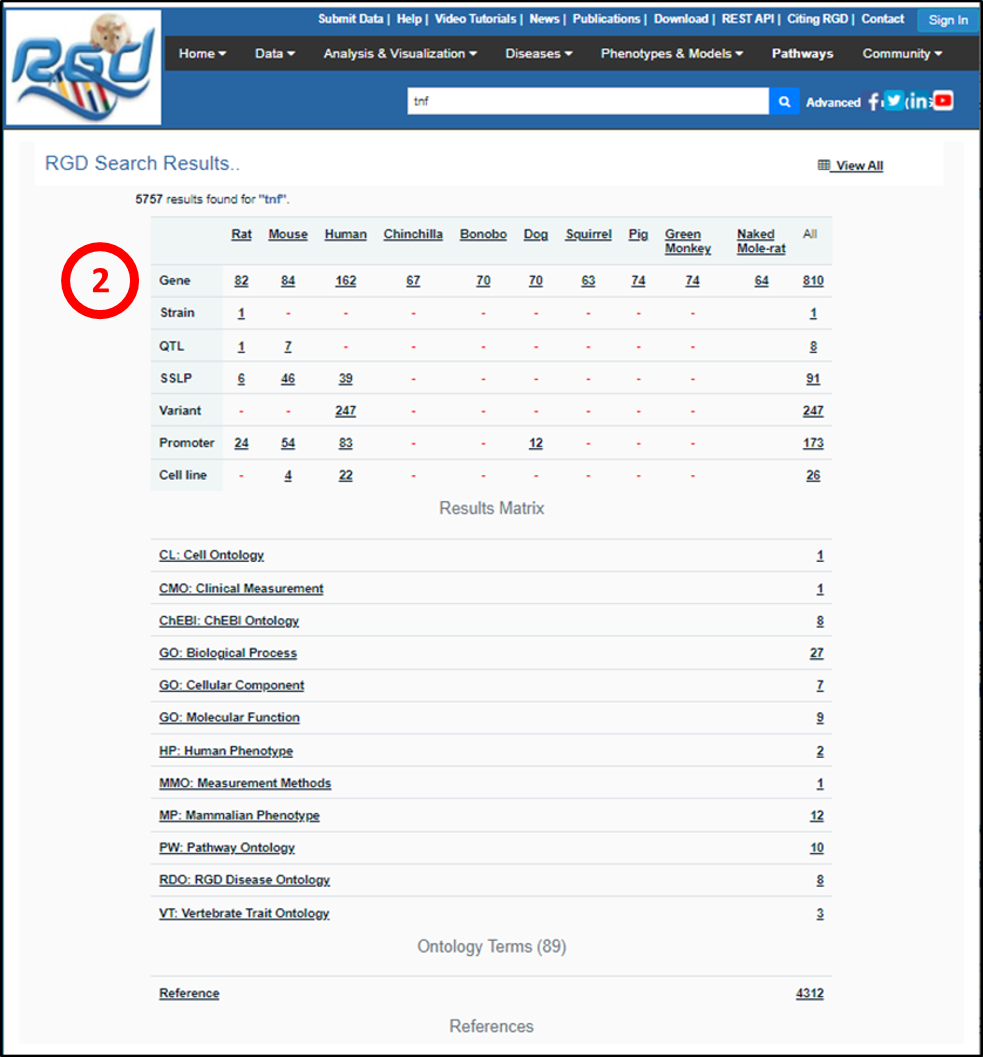 Submit Data | Help | Video Tutorials | News | Publications | Download | REST API | Citing RGD | Contact Sign In
RGD
Home Data Analysis & Visualization Diseases Phenotypes & Models Pathways Community
tnf Advanced
RGD Search Results..
View All
5757 results found for "tnf".
Rat Mouse Human Chinchilla Bonobo Dog Squirrel Pig Green Monkey Naked Mole-rat All
2
Gene 82 84 162 67 70 70 63 74 74 64 810
Strain 1 - - - - - - - - 1
QTL 1 7 - - - - - - - 8
SSLP 6 46 39 - - - - - - 91
Variant - - 247 - - - - - - 247
Promoter 24 54 83 - - 12 - - - 173
Cell line - 4 22 - - - - - - 26
Results Matrix
CL: Cell Ontology 1
CMO: Clinical Measurement 1
ChEBI: ChEBI Ontology 8
GO: Biological Process 27
GO: Cellular Component 7
GO: Molecular Function 9
HP: Human Phenotype 2
MMO: Measurement Methods 1
MP: Mammalian Phenotype 12
PW: Pathway Ontology 10
RDO: RGD Disease Ontology 8
VT: Vertebrate Trait Ontology 3
Ontology Terms (89)
Reference 4312
References